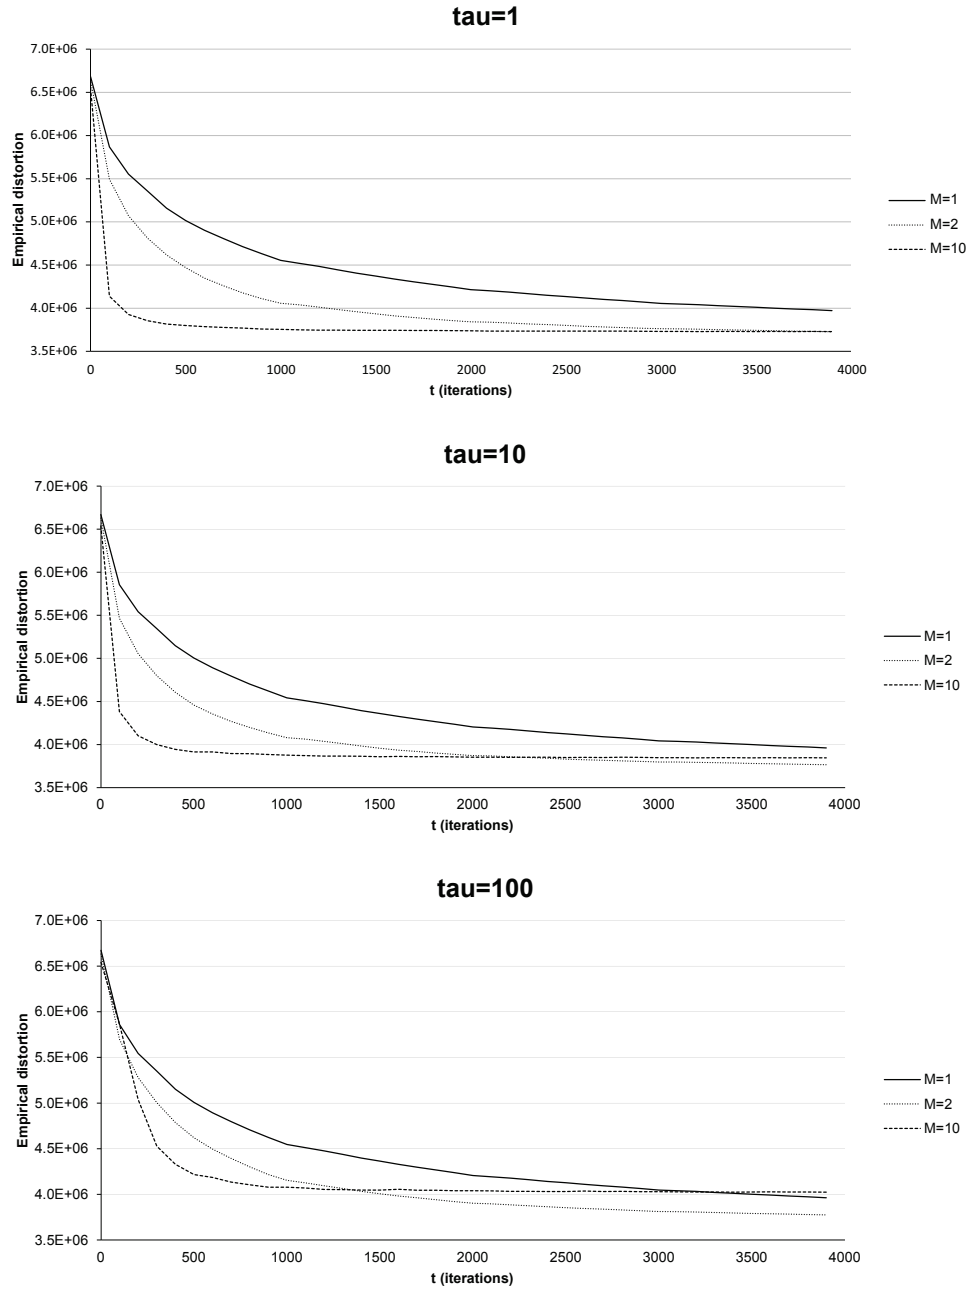 tau=1
7.0E+06
6.5E+06
6.0E+06
5.5E+06
5.0E+06
4.5E+06
4.0E+06
3.5E+06
Empirical distortion
0 500 1000 1500 2000 2500 3000 3500 4000
t (iterations)
M=1
M=2
M=10
tau=10
7.0E+06
6.5E+06
6.0E+06
5.5E+06
5.0E+06
4.5E+06
4.0E+06
3.5E+06
Empirical distortion
0 500 1000 1500 2000 2500 3000 3500 4000
t (iterations)
M=1
M=2
M=10
tau=100
7.0E+06
6.5E+06
6.0E+06
5.5E+06
5.0E+06
4.5E+06
4.0E+06
3.5E+06
Empirical distortion
0 500 1000 1500 2000 2500 3000 3500 4000
t (iterations)
M=1
M=2
M=10